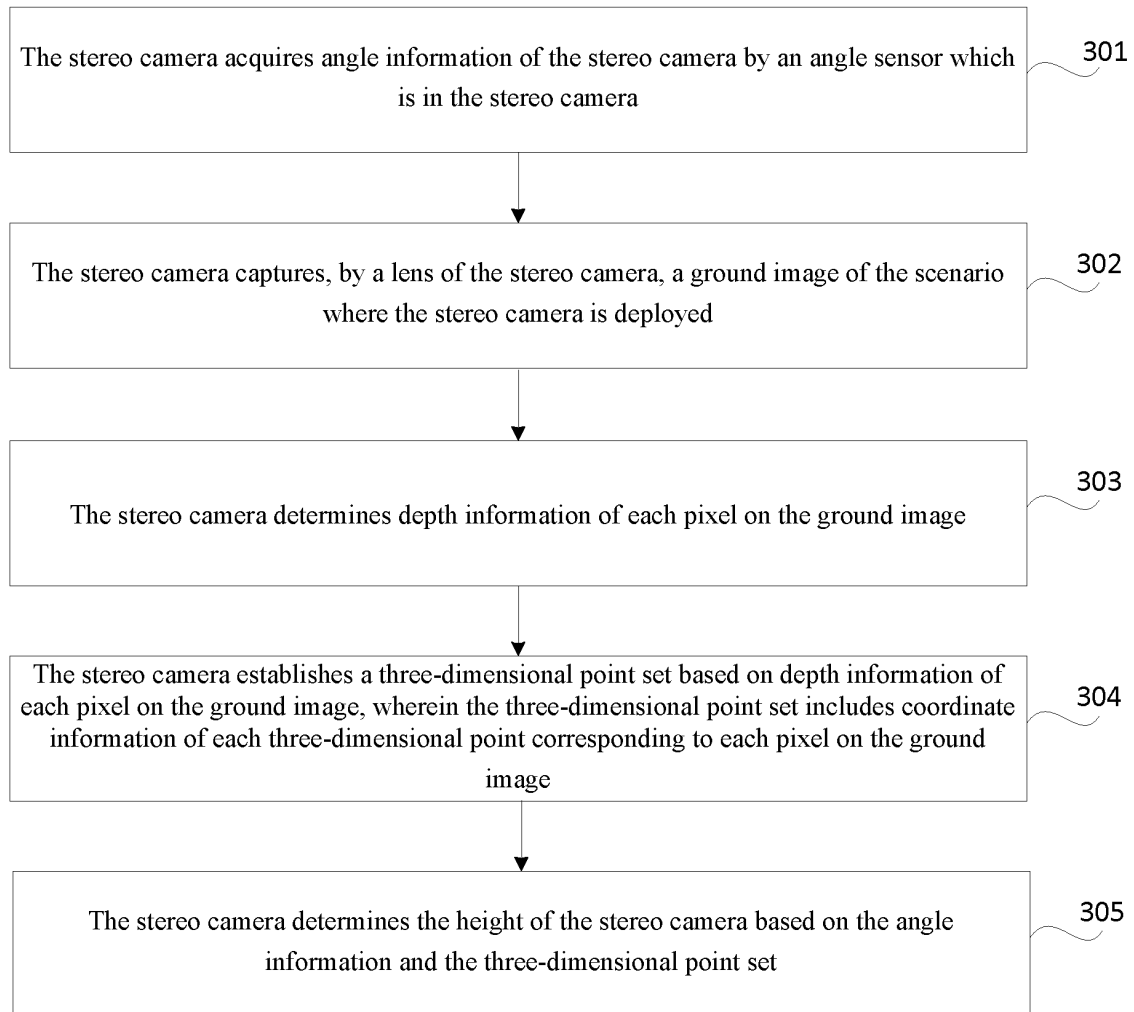 The stereo camera acquires angle information of the stereo camera by an angle sensor which
is in the stereo camera
301
The stereo camera captures, by a lens of the stereo camera, a ground image of the scenario
where the stereo camera is deployed
302
The stereo camera determines depth information of each pixel on the ground image
303
The stereo camera establishes a three-dimensional point set based on depth information of
each pixel on the ground image, wherein the three-dimensional point set includes coordinate
information of each three-dimensional point corresponding to each pixel on the ground
image
304
The stereo camera determines the height of the stereo camera based on the angle
information and the three-dimensional point set
305